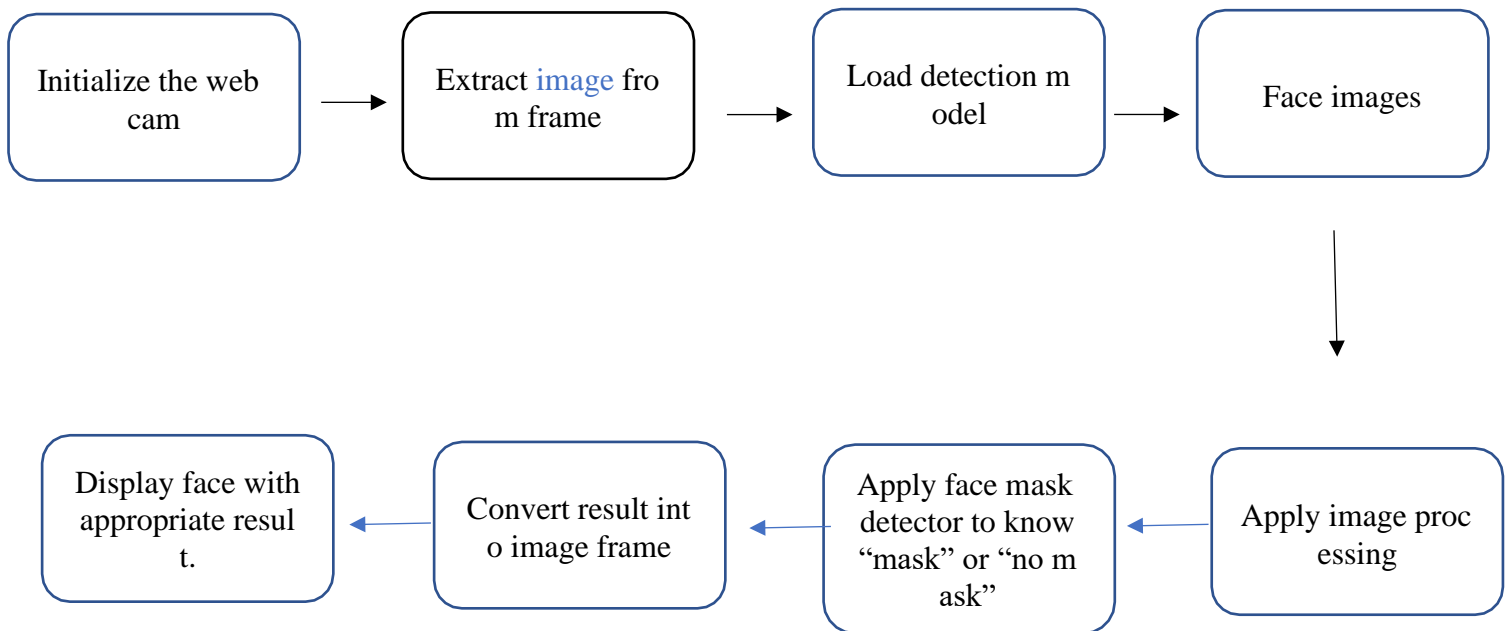 Initialize the web
cam
Extract image fro
m frame
Load detection m
odel
Face images
Display face with
appropriate resul
t.
Convert result int
o image frame
Apply face mask
detector to know
“mask” or “no m
ask”
Apply image proc
essing